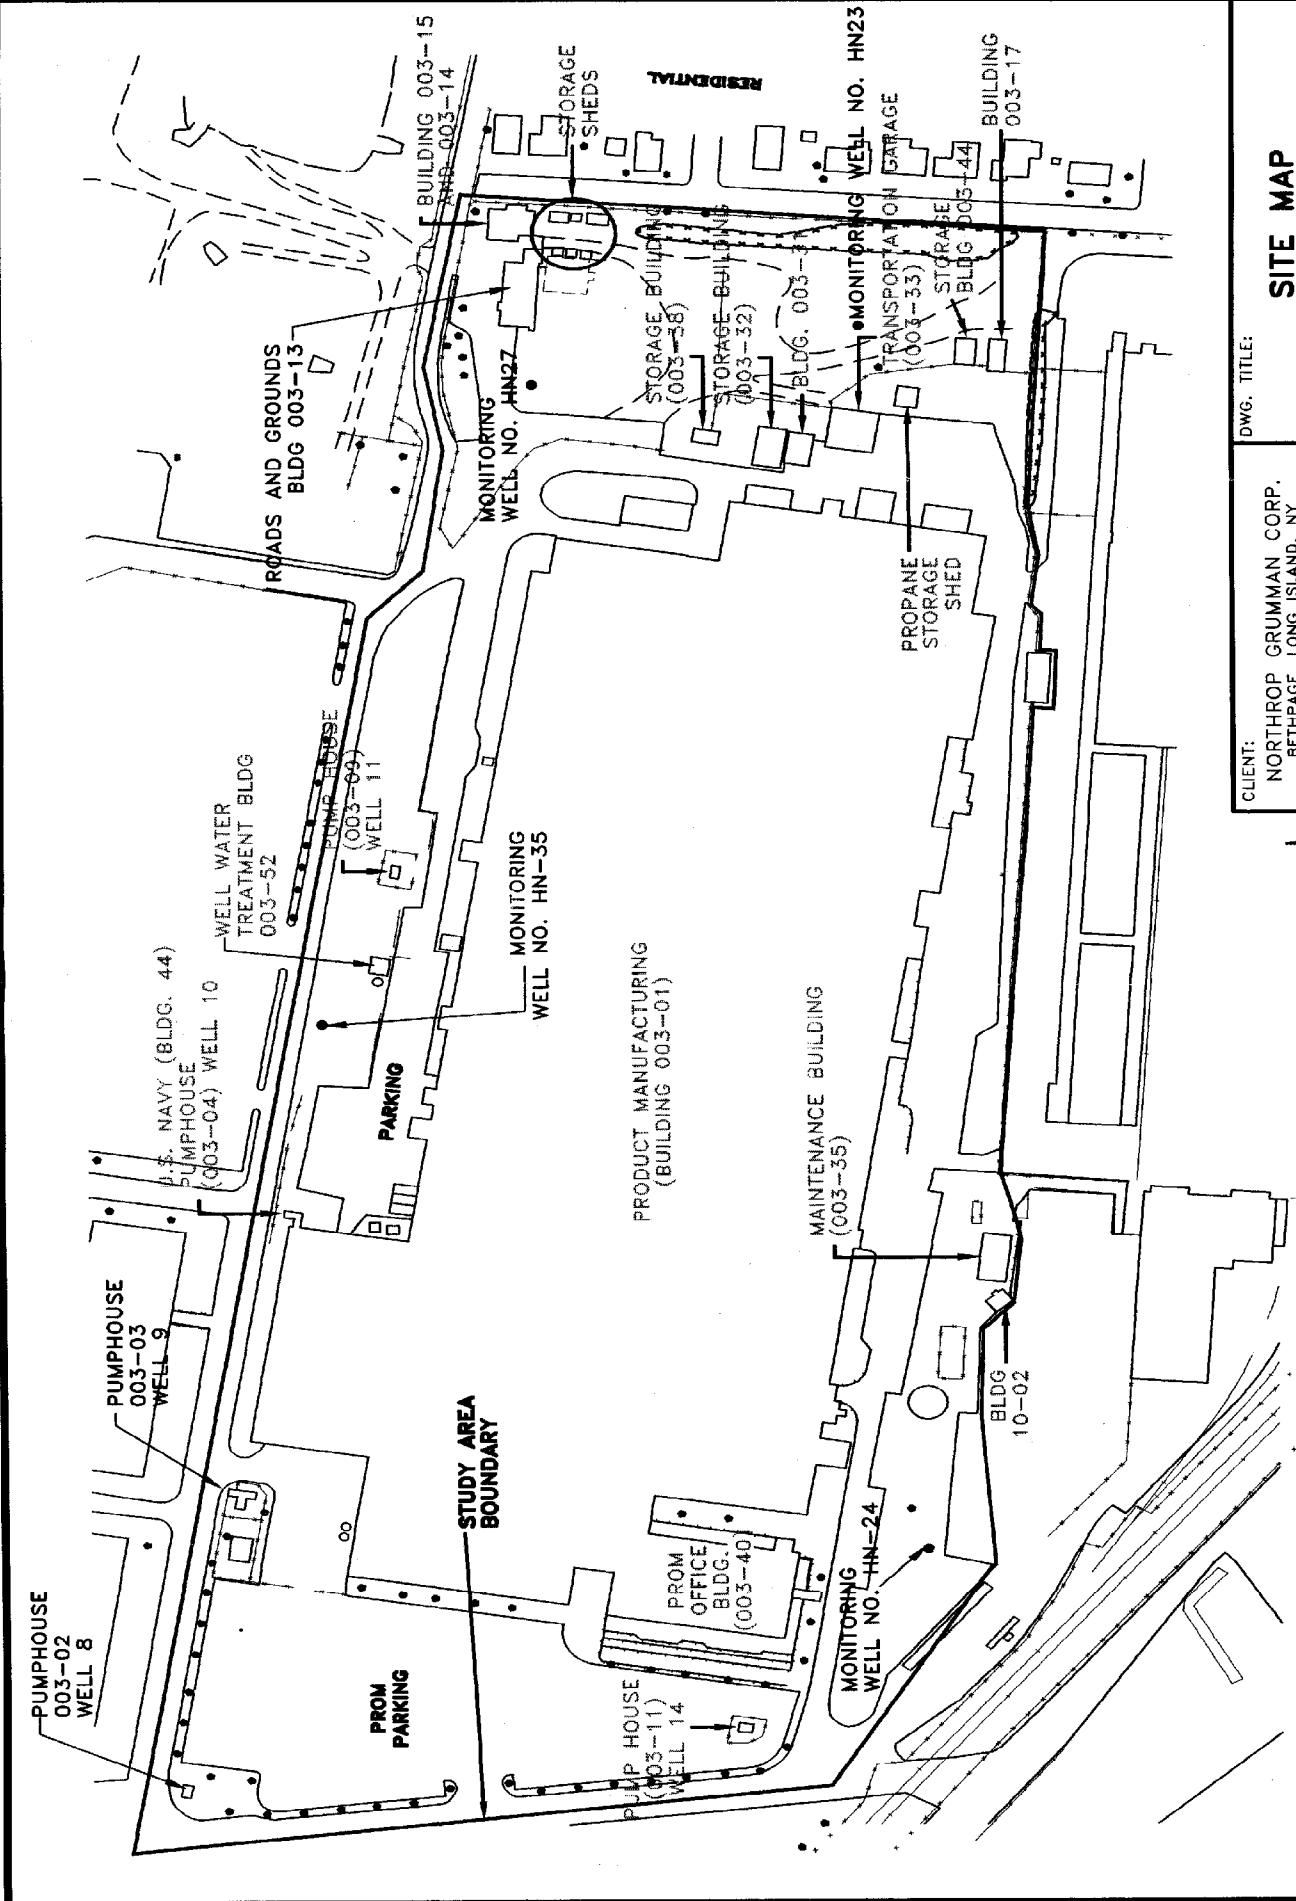 PUMPHOUSE
003-02
WELL 8
PUMPHOUSE
003-03
WELL 9
U.S. NAVY (BLDG. 44)
PUMPHOUSE
(003-04) WELL 10
WELL WATER
TREATMENT BLDG
003-52
PUMP HOUSE
(003-09)
WELL 11
ROADS AND GROUNDS
BLDG 003-13
BUILDING 003-15
AND 003-14
STORAGE
SHEDS
RESIDENTIAL
MONITORING
WELL NO. HN27
STORAGE BUILDING
(003-38)
STORAGE BUILDING
(003-32)
BLDG. 003-31
MONITORING WELL NO. HN23
TRANSPORTATION GARAGE
(003-33)
STORAGE
BLDG 003-44
BUILDING
003-17
PROPANE
STORAGE
SHED
MONITORING
WELL NO. HN-35
PARKING
PRODUCT MANUFACTURING
(BUILDING 003-01)
MAINTENANCE BUILDING
(003-35)
BLDG
10-02
STUDY AREA
BOUNDARY
PROM
PARKING
PROM
OFFICE
BLDG.
(003-40)
PUMP HOUSE
(003-11)
WELL 14
MONITORING
WELL NO. HN-24
CLIENT:
NORTHROP GRUMMAN CORP.
BETHPAGE, LONG ISLAND, NY
DWG. TITLE:
SITE MAP